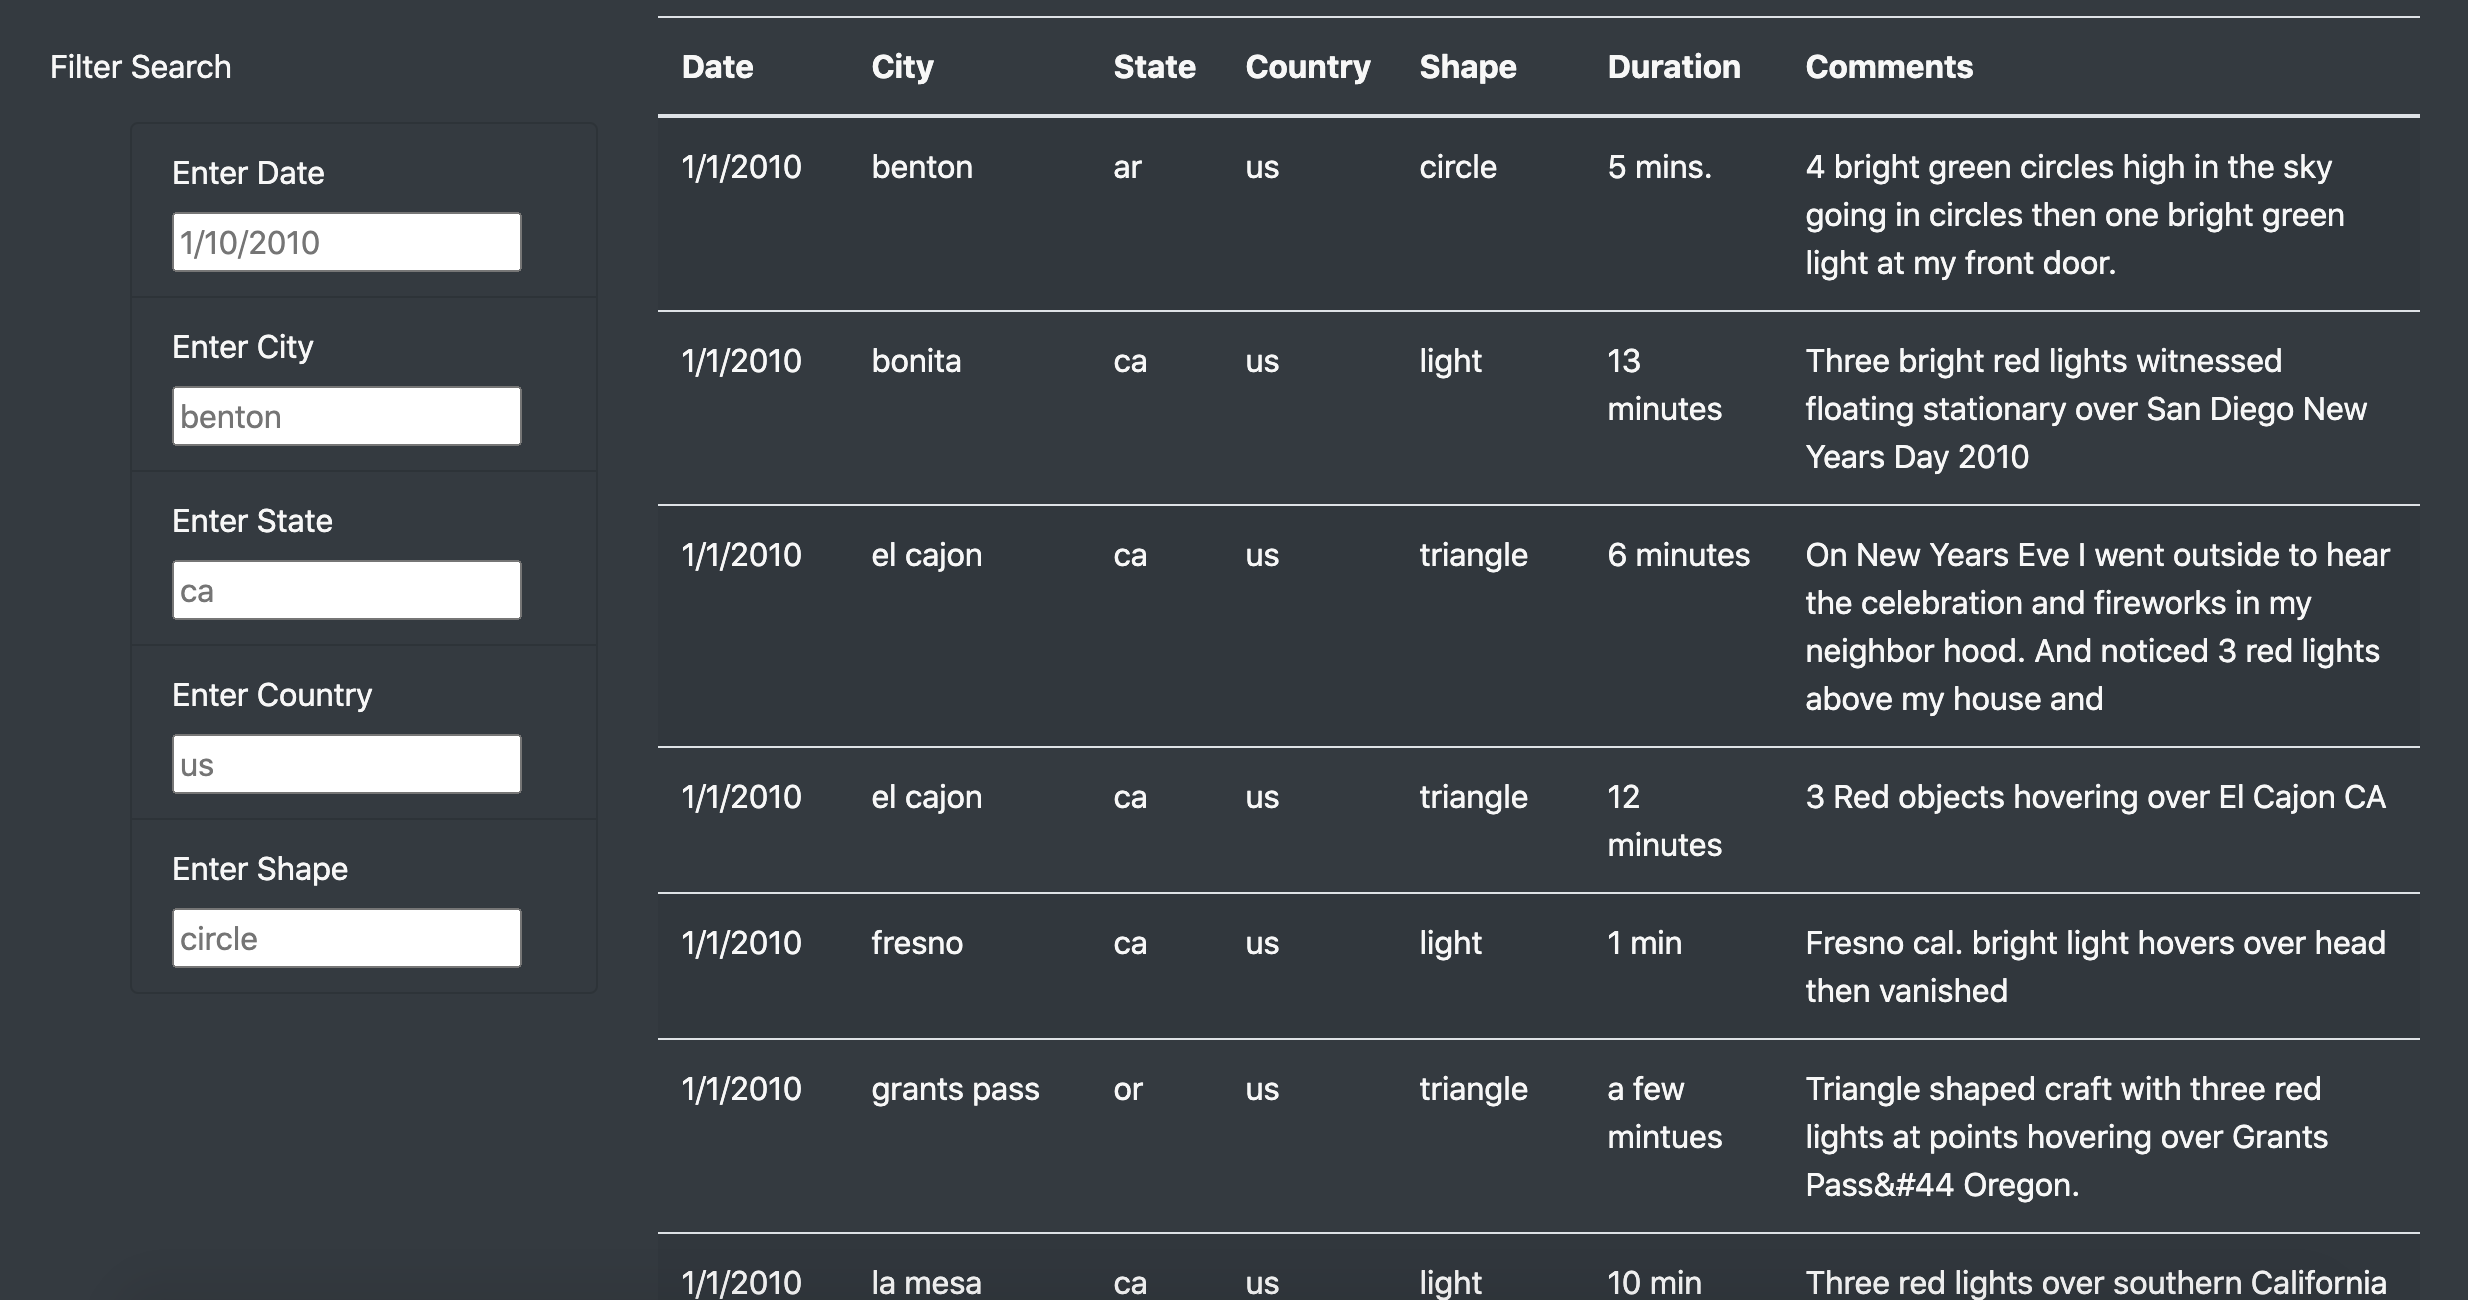 Filter Search
Enter Date
1/10/2010
Enter City
benton
Enter State
ca
Enter Country
us
Enter Shape
circle
Date City State Country Shape Duration Comments
1/1/2010 benton ar us circle 5 mins. 4 bright green circles high in the sky
going in circles then one bright green
light at my front door.
1/1/2010 bonita ca us light 13 Three bright red lights witnessed
minutes floating stationary over San Diego New
Years Day 2010
1/1/2010 el cajon ca us triangle 6 minutes On New Years Eve I went outside to hear
the celebration and fireworks in my
neighbor hood. And noticed 3 red lights
above my house and
1/1/2010 el cajon ca us triangle 12 3 Red objects hovering over El Cajon CA
minutes
1/1/2010 fresno ca us light 1 min Fresno cal. bright light hovers over head
then vanished
1/1/2010 grants pass or us triangle a few Triangle shaped craft with three red
mintues lights at points hovering over Grants
Pass&#44 Oregon.
1/1/2010 la mesa ca us light 10 min Three red lights over southern California